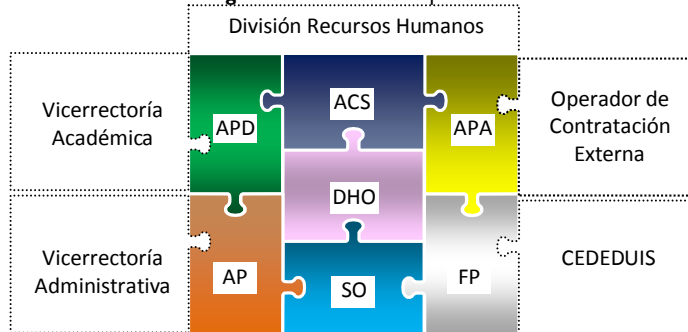 División Recursos Humanos
Vicerrectoría
Académica
APD
ACS
APA
Operador de
Contratación
Externa
DHO
Vicerrectoría
Administrativa
AP
SO
FP
CEDEDUIS